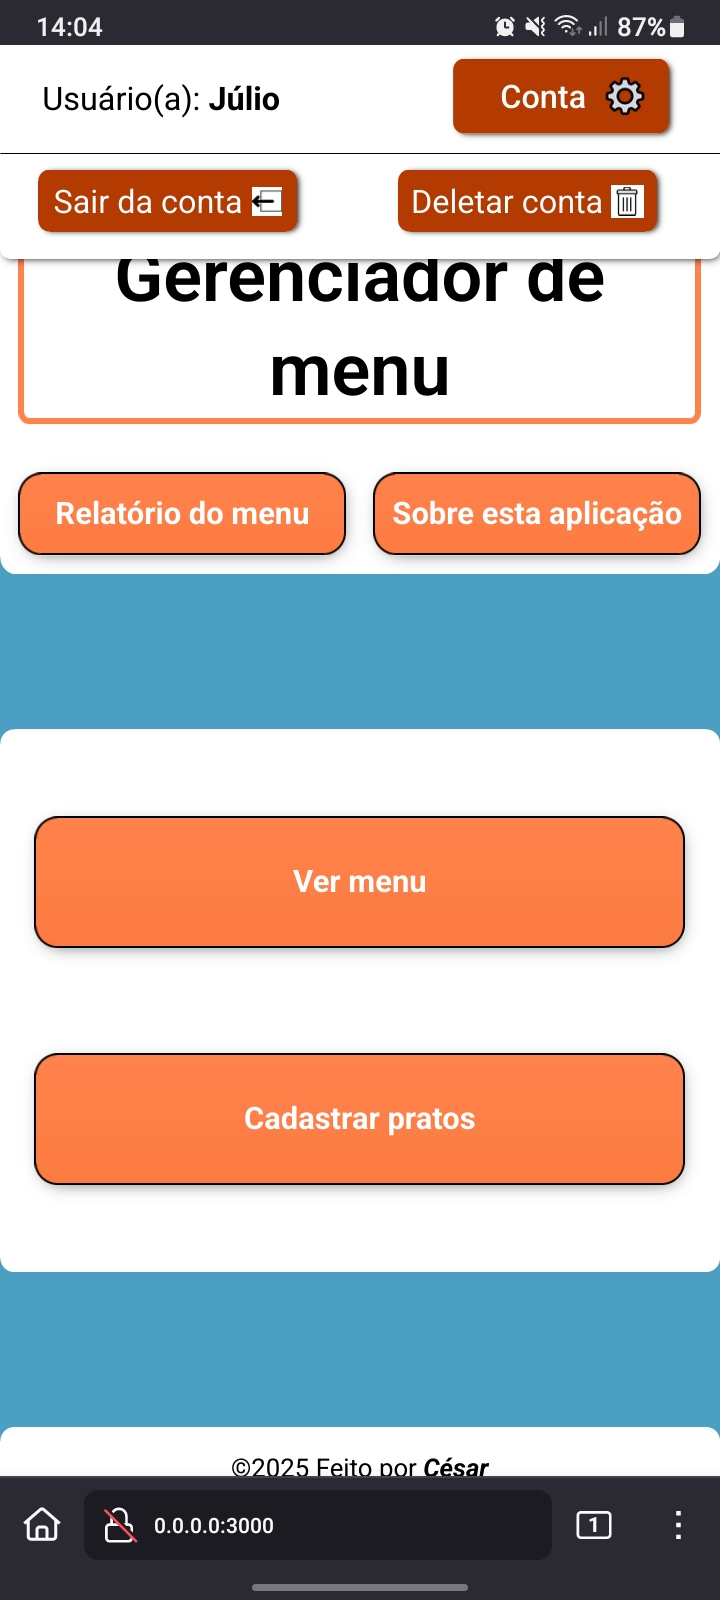 14:04
87%
Usuário(a): Júlio
Conta
Sair da conta
Deletar conta
Gerenciador de
menu
Relatório do menu
Sobre esta aplicação
Ver menu
Cadastrar pratos
©2025 Feito por César
0.0.0.0:3000
1